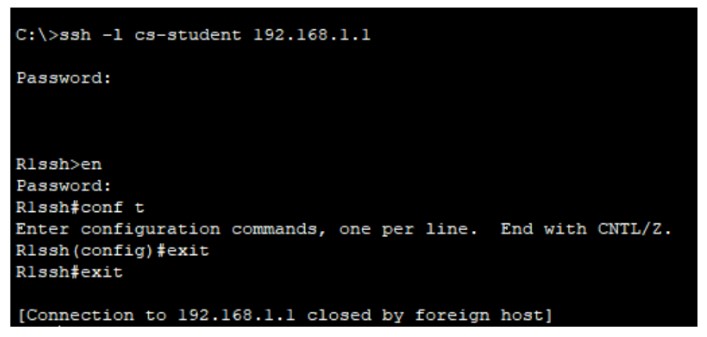 C:\>ssh -l cs-student 192.168.1.1
Password:
R1ssh>en
Password:
R1ssh#conf t
Enter configuration commands, one per line.  End with CNTL/Z.
R1ssh(config)#exit
R1ssh#exit
[Connection to 192.168.1.1 closed by foreign host]